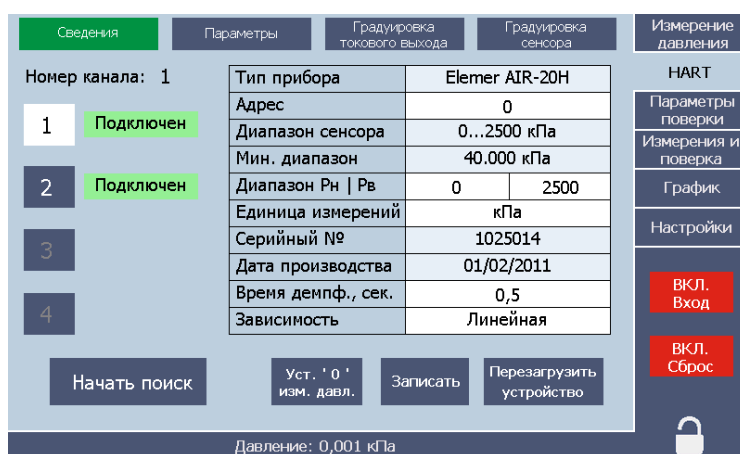 Сведения
Параметры
Градуировка
токового выхода
Градуировка
сенсора
Измерение
давления
HART
Параметры
поверки
Измерения и
поверка
График
Настройки
ВКЛ.
Вход
ВКЛ.
Сброс
Номер канала: 1
1 Подключен
2 Подключен
3
4
Тип прибора Elemer AIR-20H
Адрес 0
Диапазон сенсора 0...2500 кПа
Мин. диапазон 40.000 кПа
Диапазон Рн | Рв 0 2500
Единица измерений кПа
Серийный № 1025014
Дата производства 01/02/2011
Время демпф., сек. 0,5
Зависимость Линейная
Начать поиск
Уст. ' 0 '
изм. давл.
Записать
Перезагрузить
устройство
Давление: 0,001 кПа